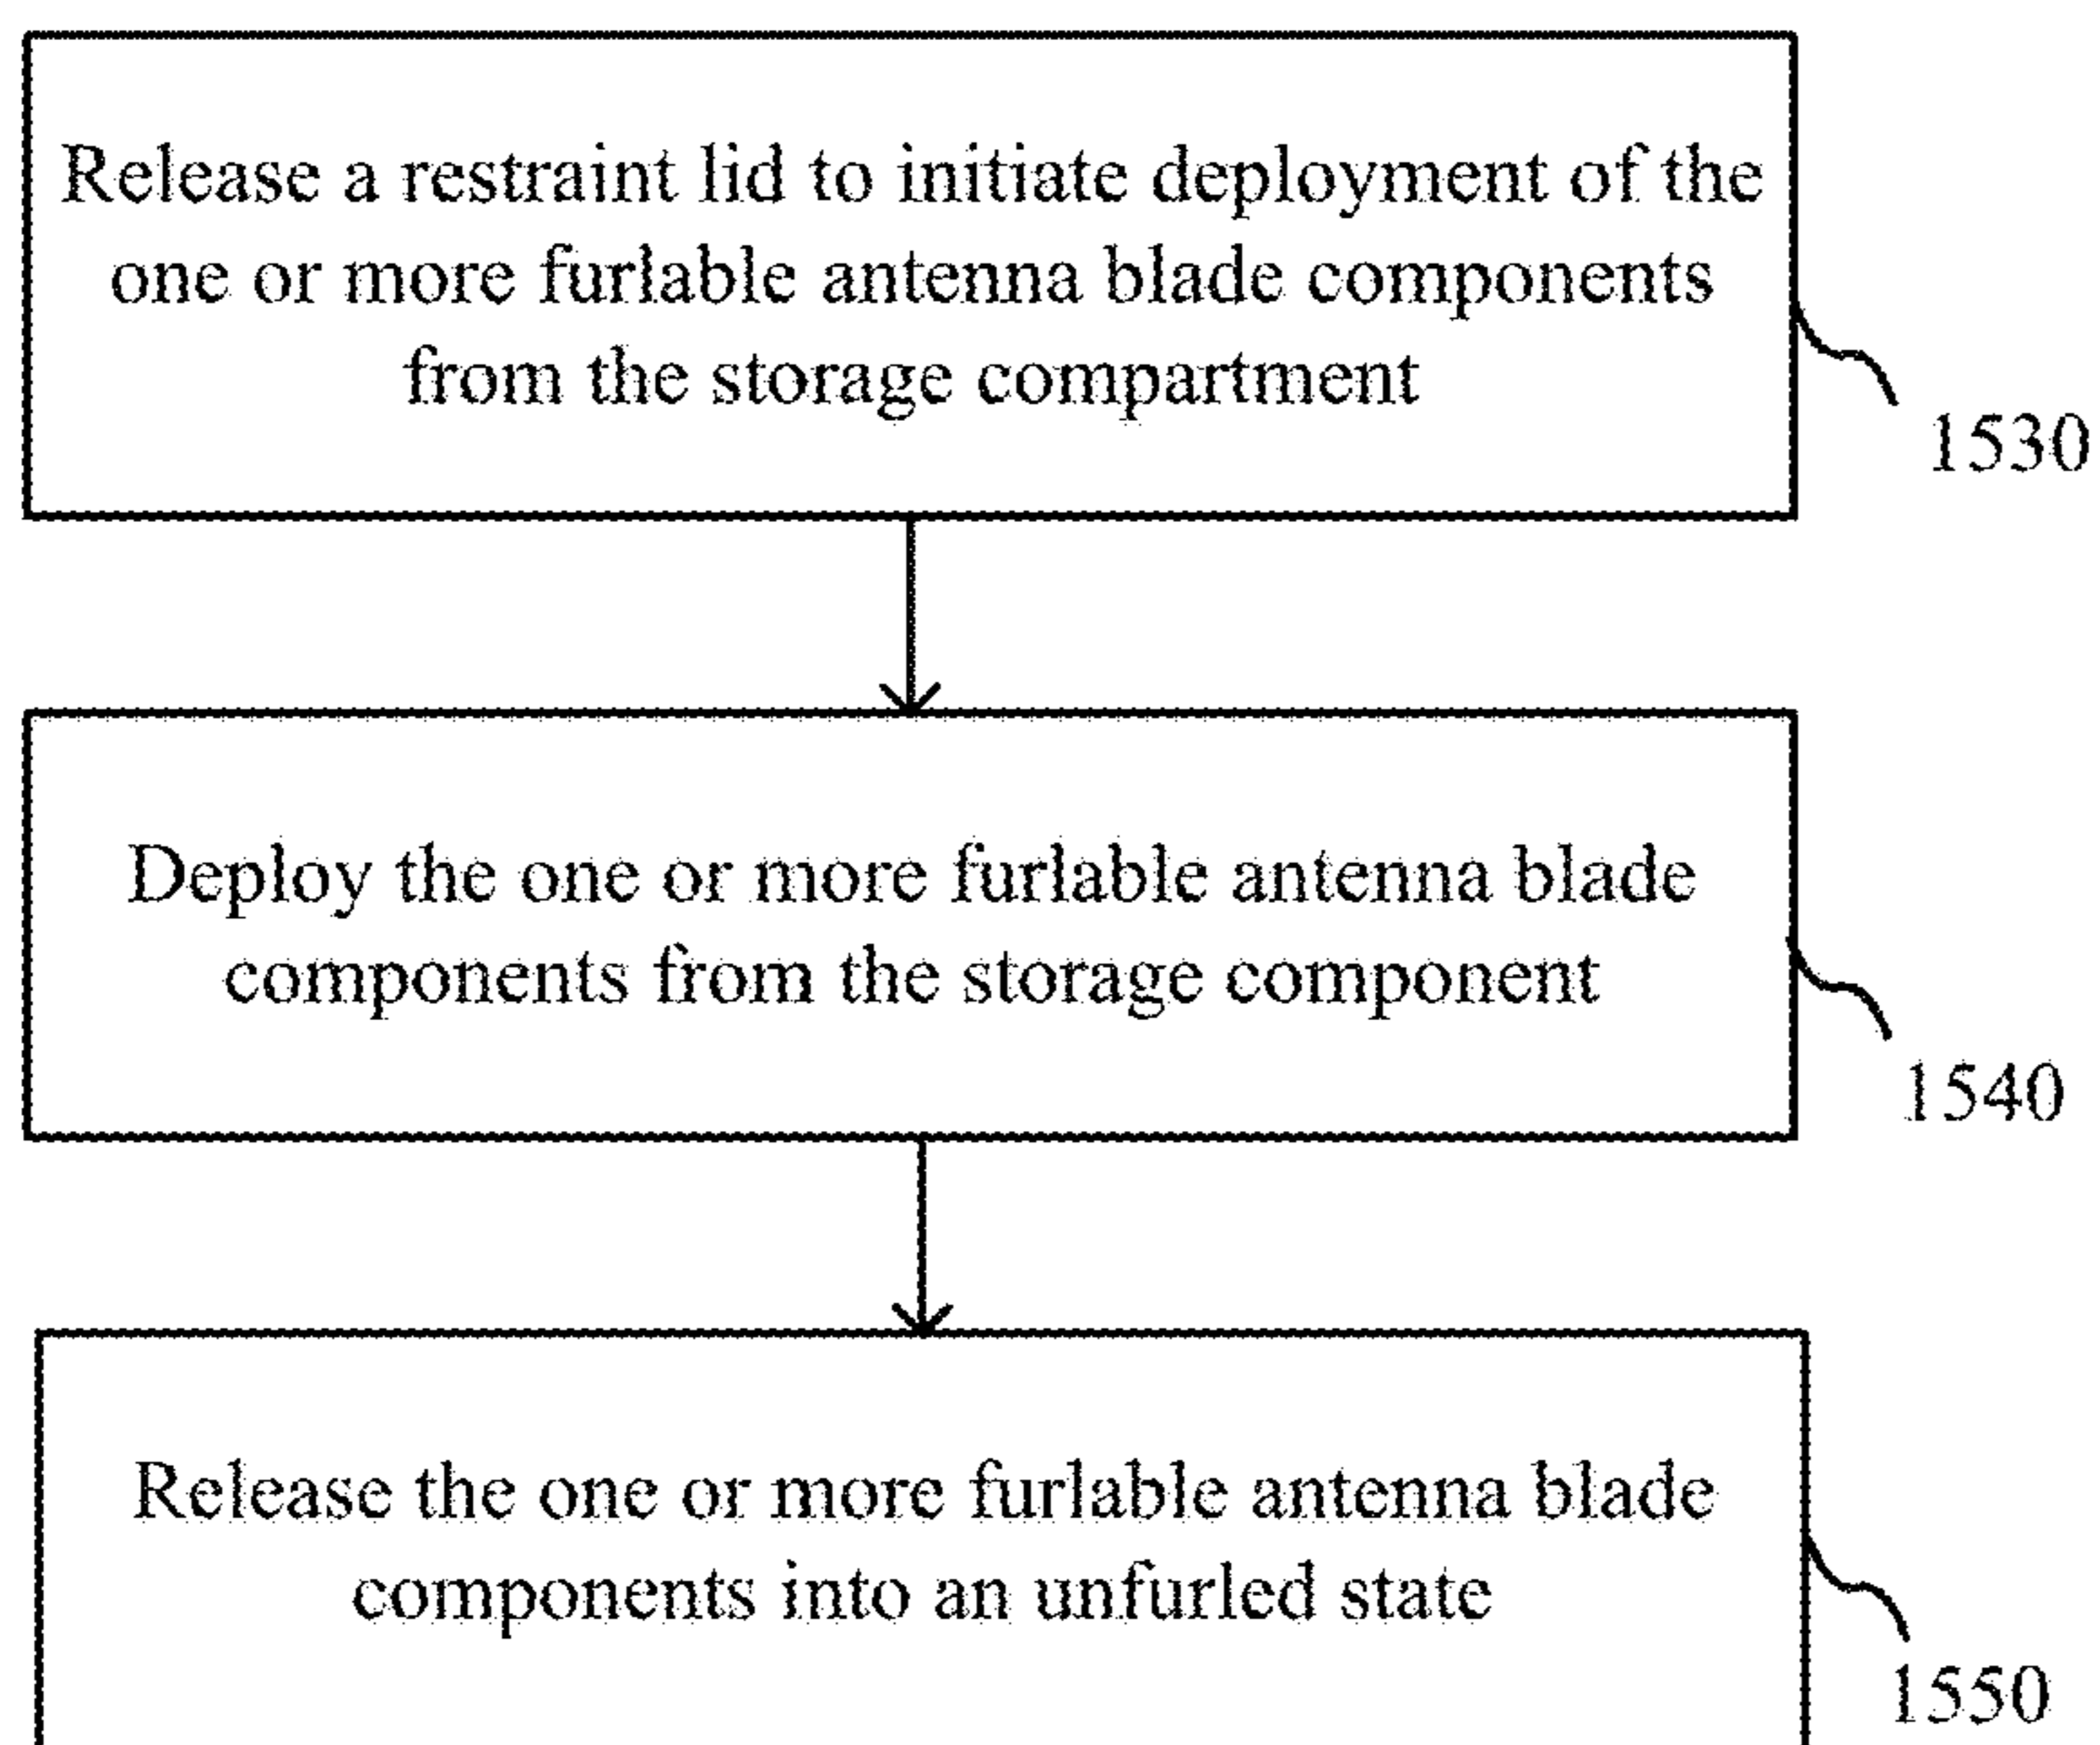 Release a restraint lid to initiate deployment of the
one or more furlable antenna blade components
from the storage compartment
1530
Deploy the one or more furlable antenna blade
components from the storage component
1540
Release the one or more furlable antenna blade
components into an unfurled state
1550